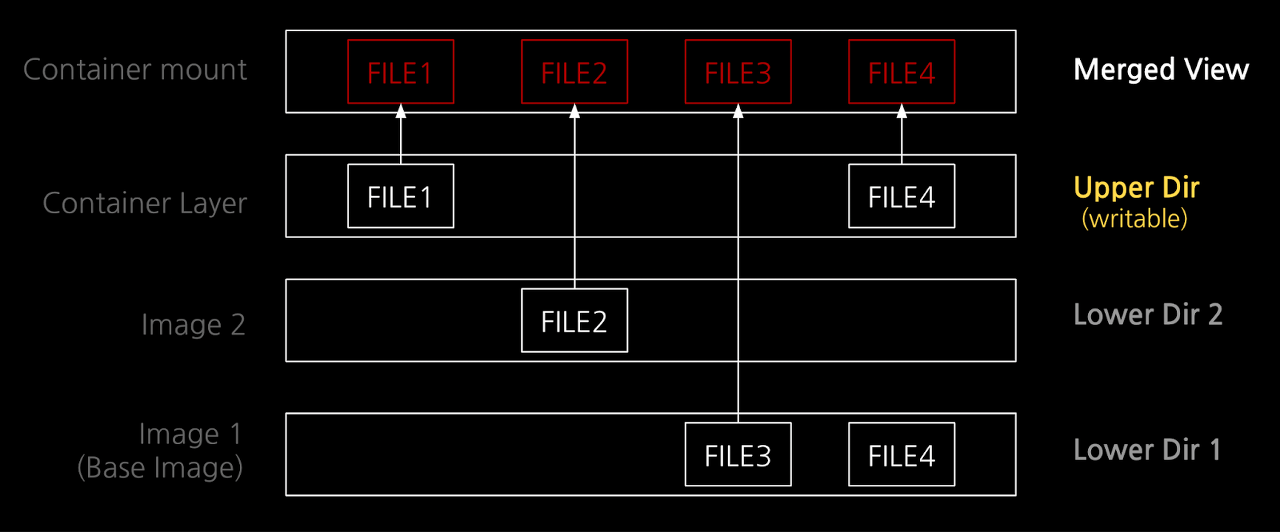 Container mount
FILE1
FILE2
FILE3
FILE4
Merged View
Container Layer
FILE1
FILE4
Upper Dir
(writable)
Image 2
FILE2
Lower Dir 2
Image 1
(Base Image)
FILE3
FILE4
Lower Dir 1